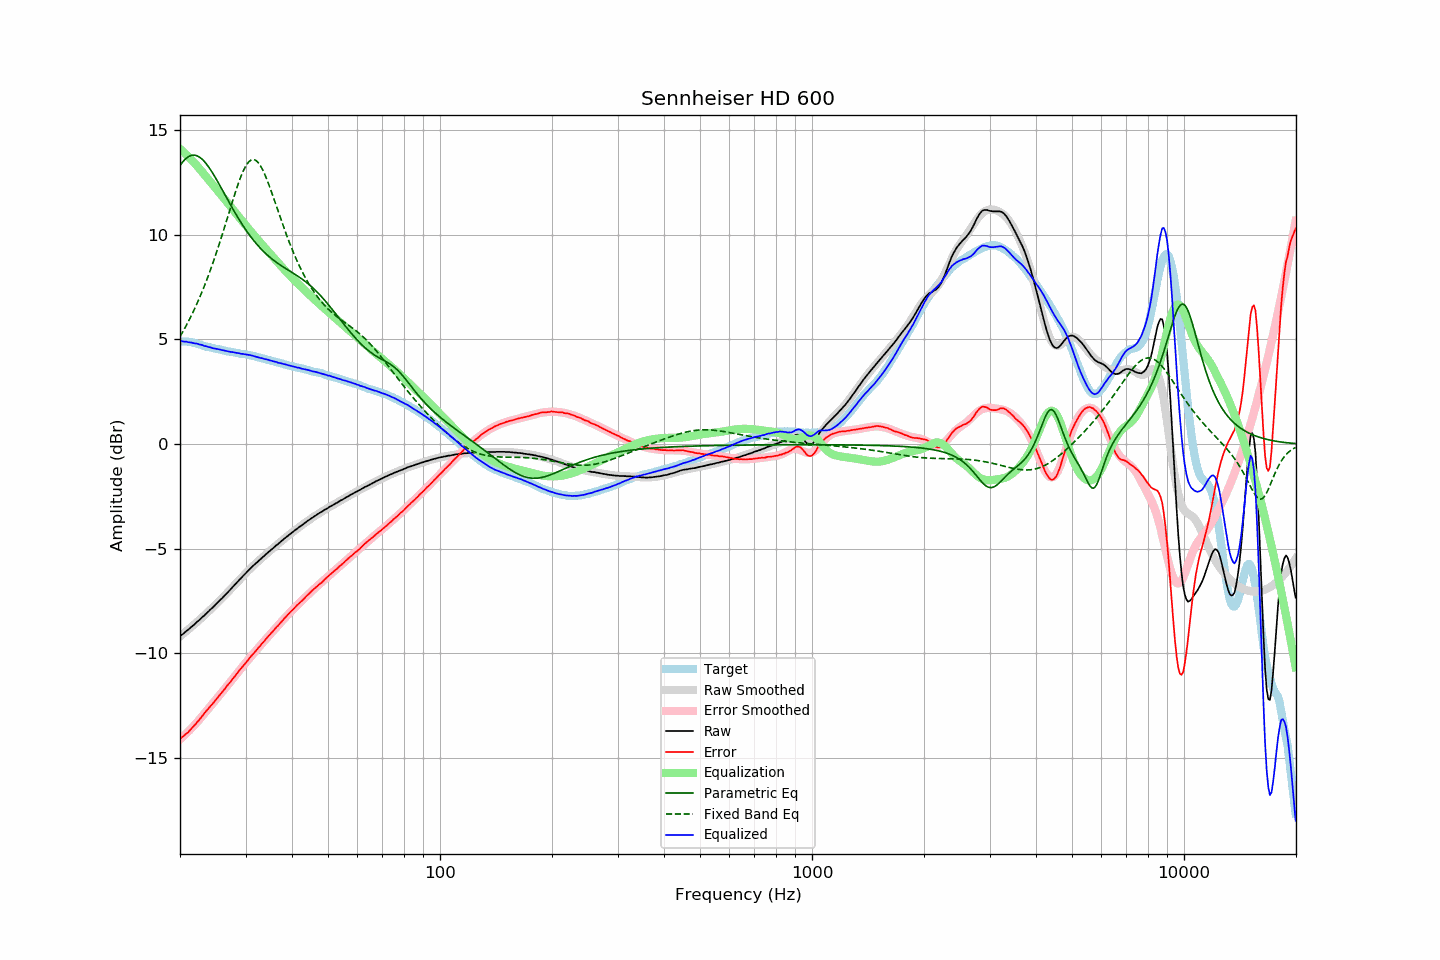 Sennheiser HD 600
15
10
5
0
−5
−10
−15
Amplitude (dBr)
100
1000
10000
Frequency (Hz)
Target
Raw Smoothed
Error Smoothed
Raw
Error
Equalization
Parametric Eq
Fixed Band Eq
Equalized